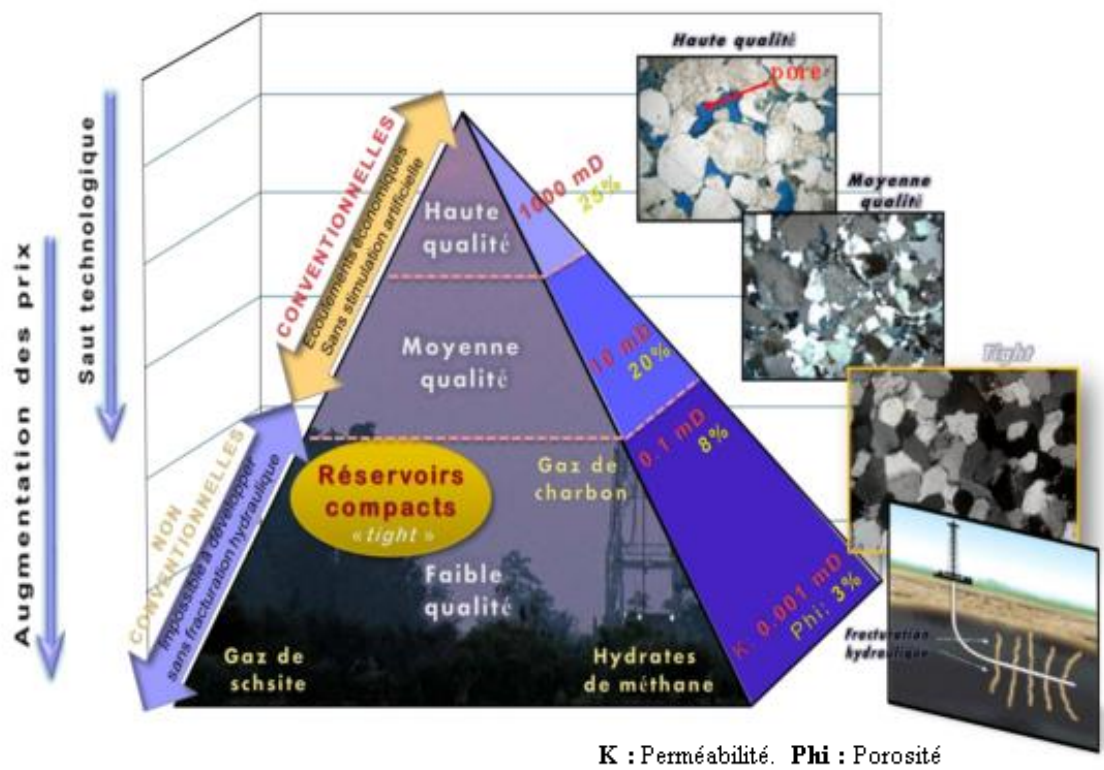 Augmentation des prix
Saut technologique
CONVENTIONNELLES
Ecoulements économiques
Sans stimulation artificielle
NON
CONVENTIONNELLES
Impossible à développer
sans fracturation hydraulique
Haute
qualité
Moyenne
qualité
Réservoirs
compacts
« tight »
Gaz de
charbon
Faible
qualité
Gaz de
schsite
Hydrates
de méthane
1000 mD
25%
10 mD
20%
0.1 mD
8%
K: 0.001 mD
Phi: 3%
Haute qualité
pore
Moyenne
qualité
Tight
Fracturation
hydraulique
K : Perméabilité. Phi : Porosité